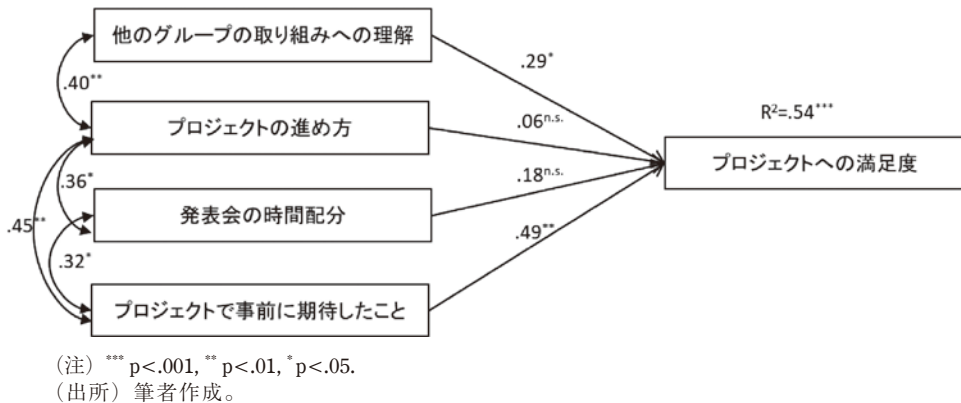 他のグループの取り組みへの理解
.29*
.40**
R²=.54***
プロジェクトの進め方
.06n.s.
プロジェクトへの満足度
.36*
.18n.s.
発表会の時間配分
.45**
.49**
.32*
プロジェクトで事前に期待したこと
(注) *** p<.001, ** p<.01, * p<.05.
(出所) 筆者作成。